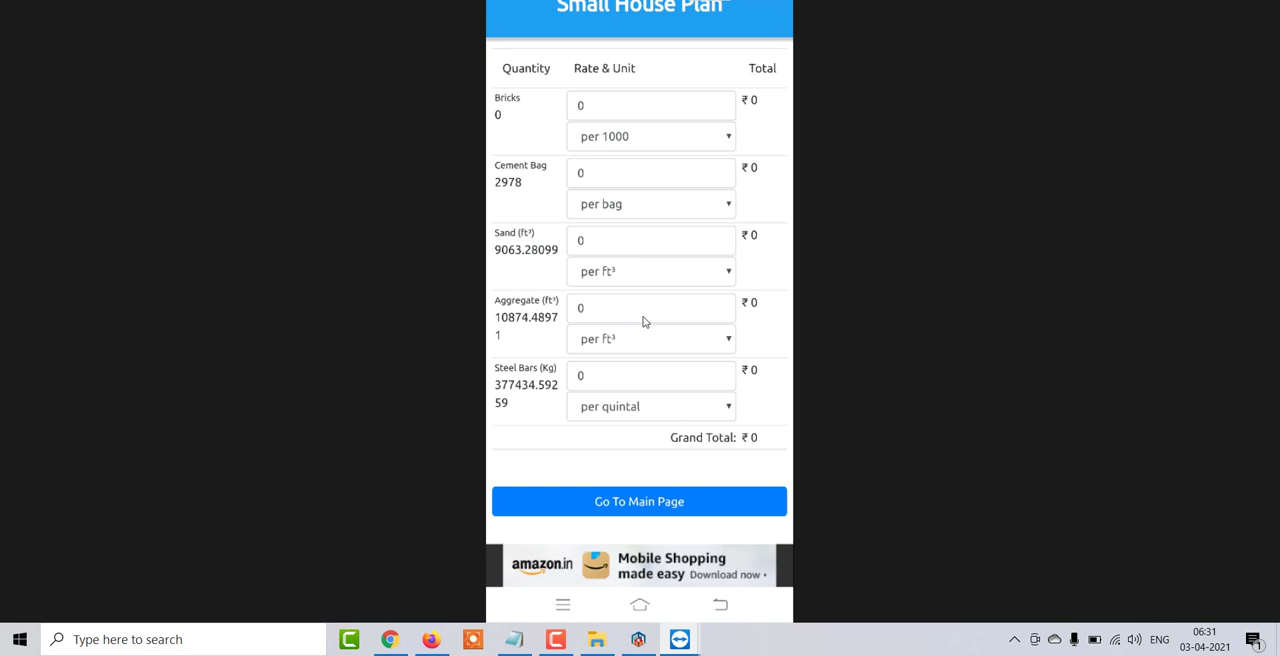 Small House Plan
Quantity Rate & Unit Total
Bricks
0
0
₹ 0
per 1000
Cement Bag
2978
0
₹ 0
per bag
Sand (ft³)
9063.28099
0
₹ 0
per ft³
Aggregate (ft³)
10874.4897
1
0
₹ 0
per ft³
Steel Bars (Kg)
377434.592
59
0
₹ 0
per quintal
Grand Total: ₹ 0
Go To Main Page
amazon.in
Mobile Shopping
made easy Download now
Type here to search
ENG
06:31
03-04-2021
1